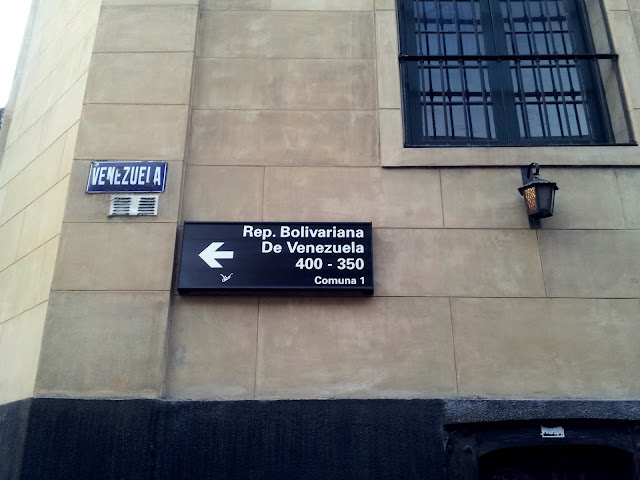 VENEZUELA
Rep. Bolivariana
De Venezuela
400 - 350
Comuna 1